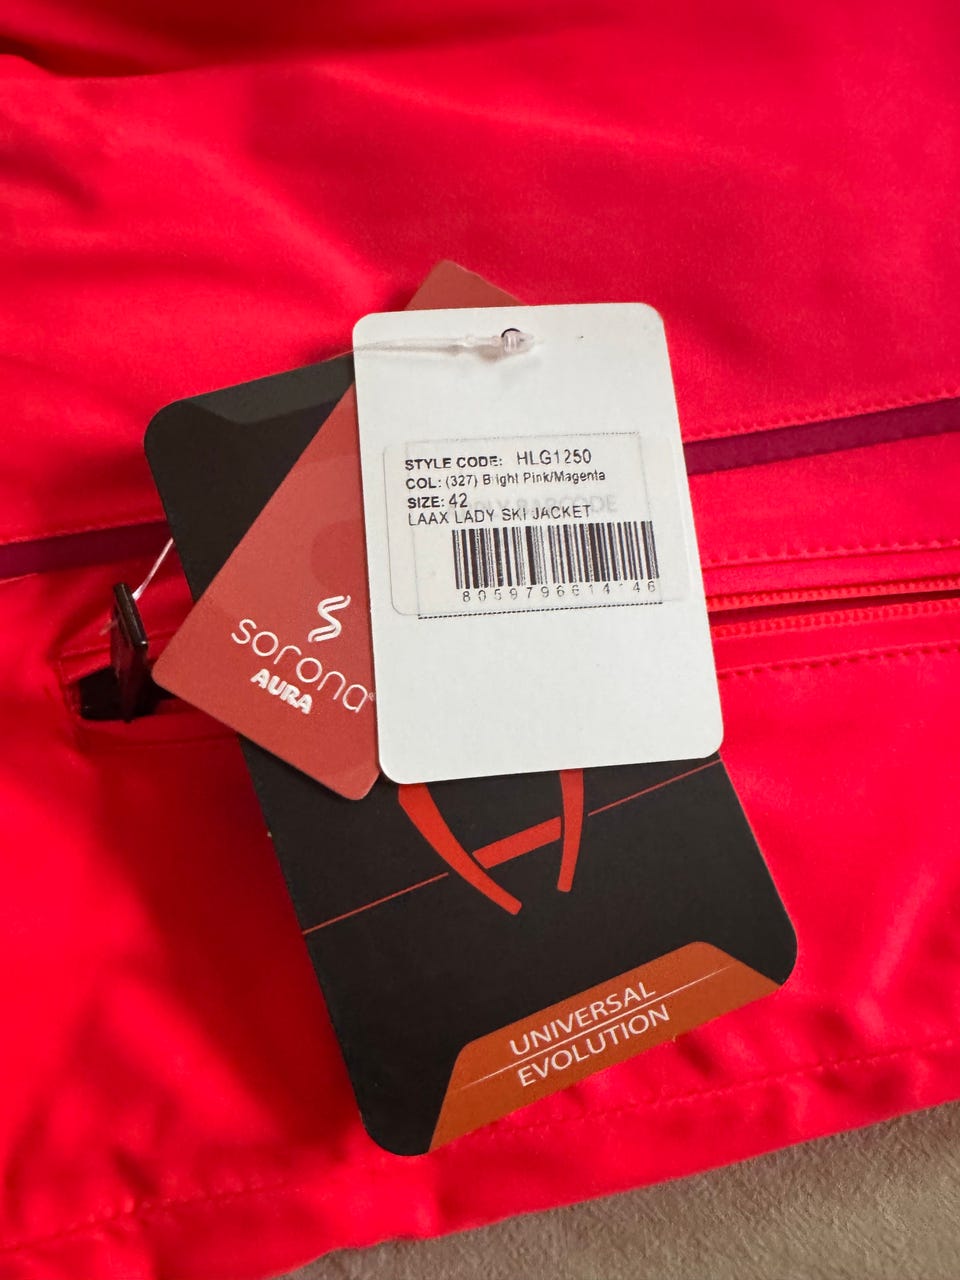 STYLE CODE: HLG1250
COL: (327) Bright Pink/Magenta
SIZE: 42
LAAX LADY SKI JACKET
8059796614146
sorona®
AURA
UNIVERSAL
EVOLUTION